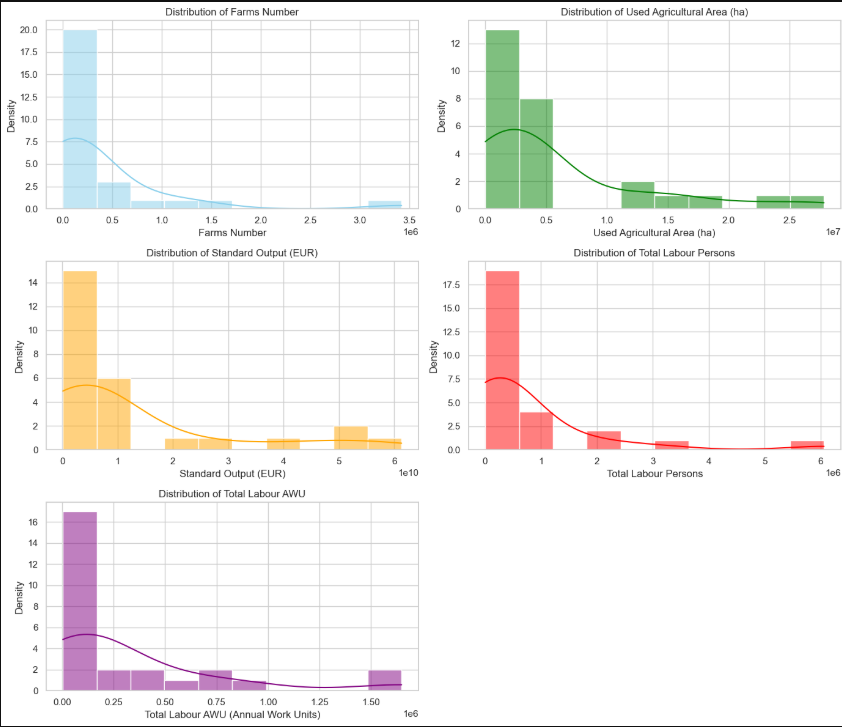 Distribution of Farms Number
20.0
17.5
15.0
12.5
10.0
7.5
5.0
2.5
0.0
Density
0.0 0.5 1.0 1.5 2.0 2.5 3.0 3.5
1e6
Farms Number
Distribution of Used Agricultural Area (ha)
12
10
8
6
4
2
0
Density
0.0 0.5 1.0 1.5 2.0 2.5
1e7
Used Agricultural Area (ha)
Distribution of Standard Output (EUR)
14
12
10
8
6
4
2
0
Density
0 1 2 3 4 5 6
1e10
Standard Output (EUR)
Distribution of Total Labour Persons
17.5
15.0
12.5
10.0
7.5
5.0
2.5
0.0
Density
0 1 2 3 4 5 6
1e6
Total Labour Persons
Distribution of Total Labour AWU
16
14
12
10
8
6
4
2
0
Density
0.00 0.25 0.50 0.75 1.00 1.25 1.50
1e6
Total Labour AWU (Annual Work Units)